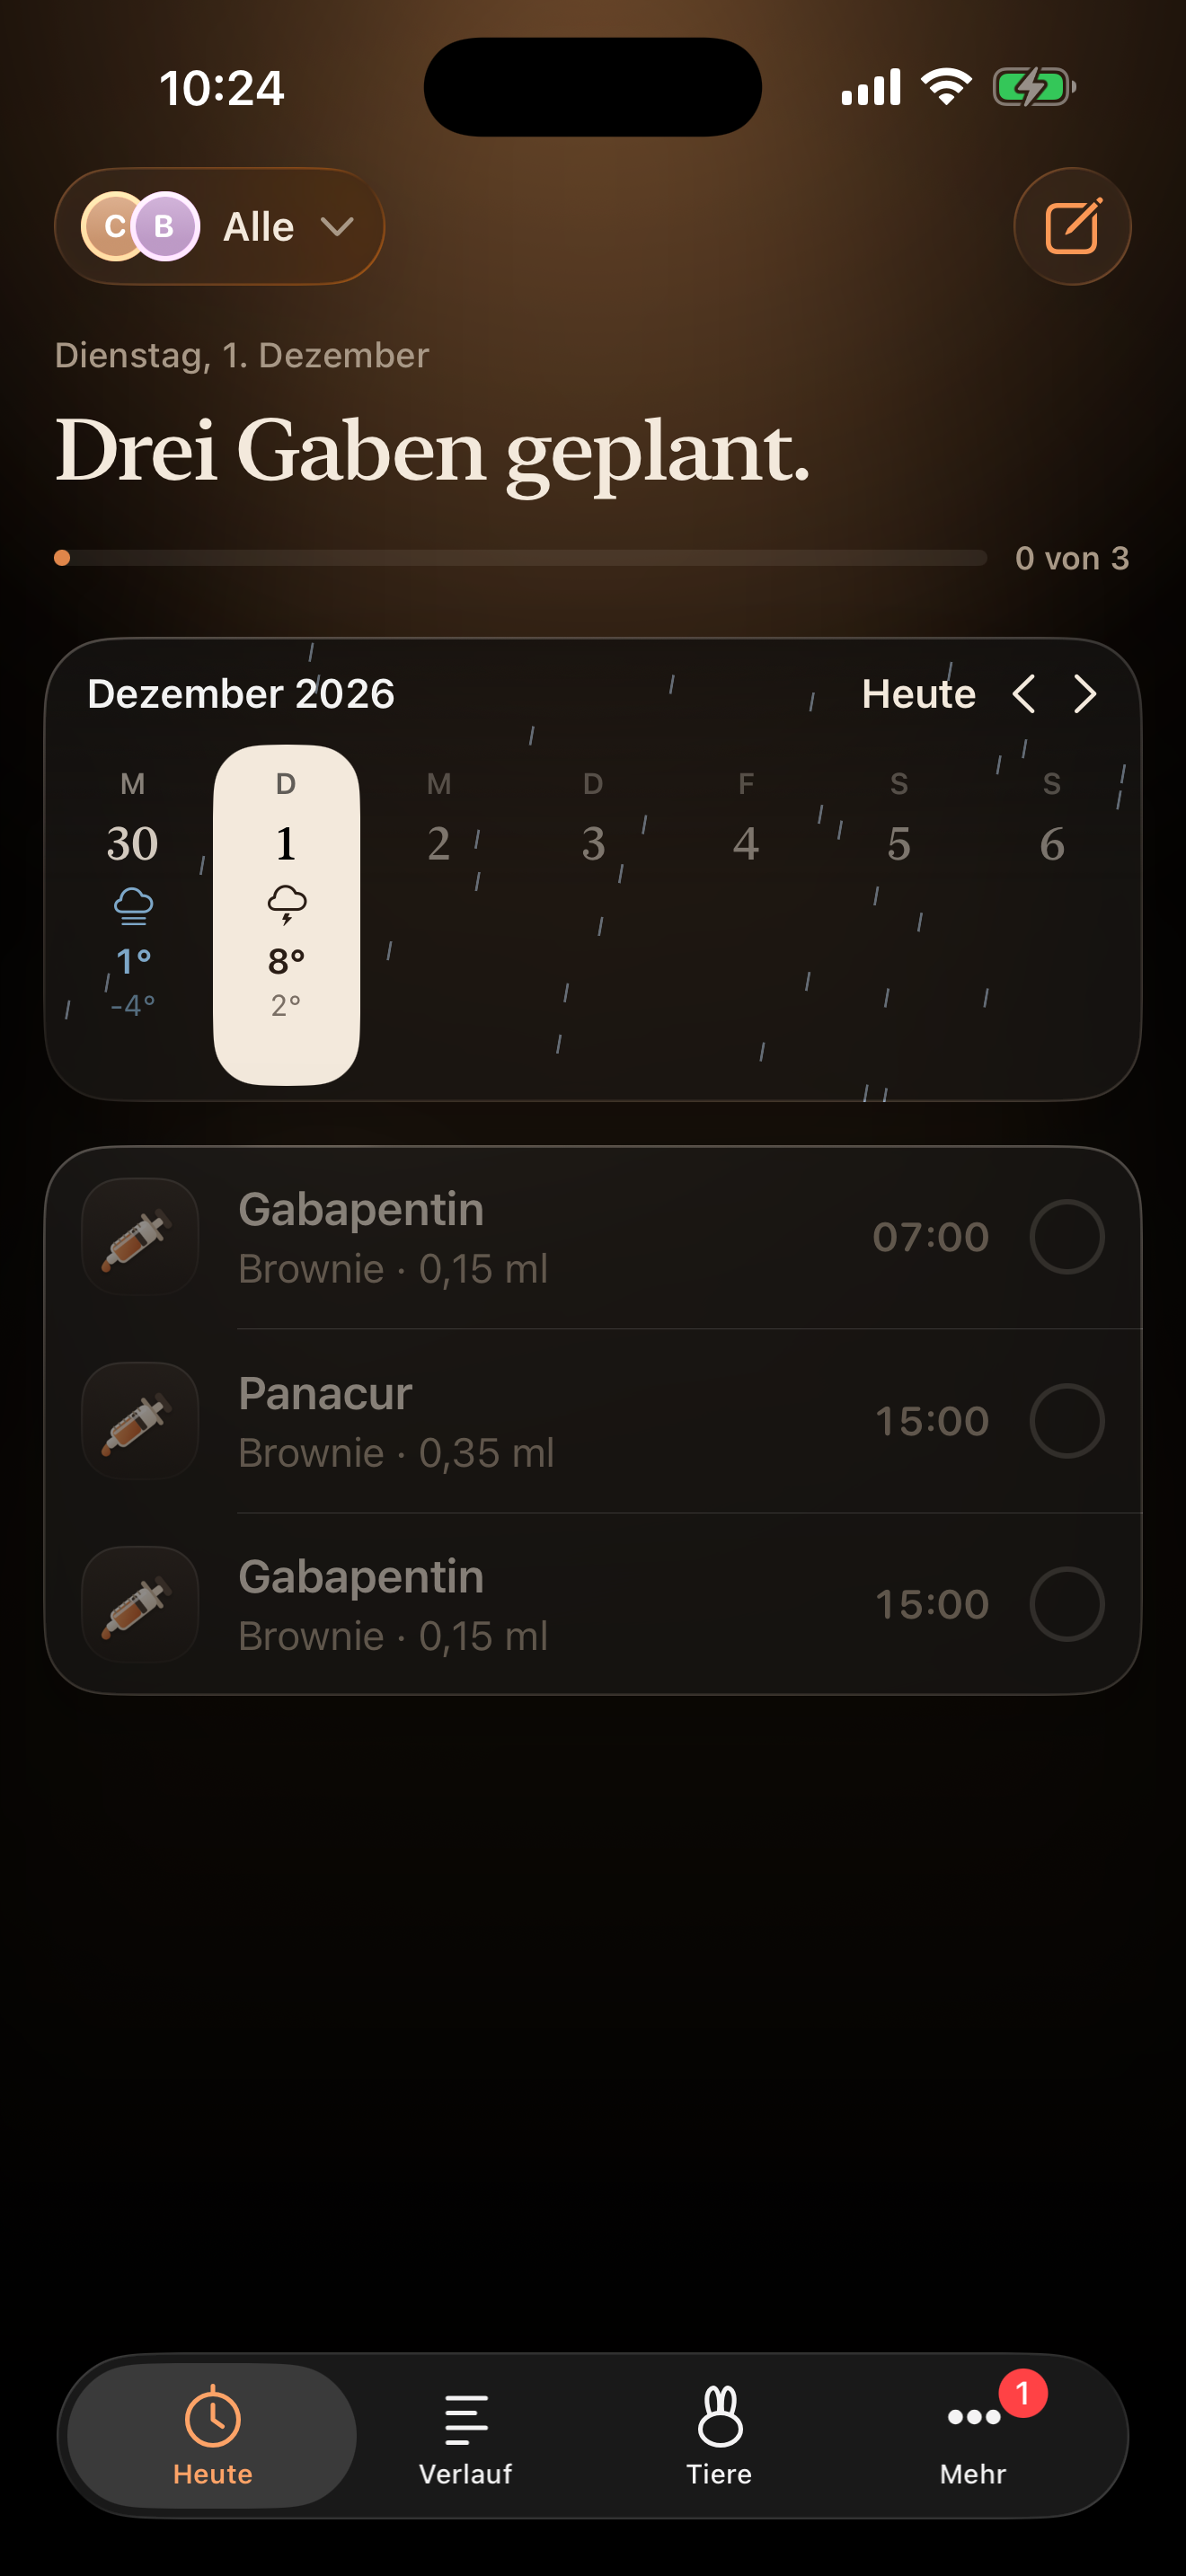 10:24
C B Alle
Dienstag, 1. Dezember
Drei Gaben geplant.
0 von 3
Dezember 2026 Heute
M D M D F S S
30 1 2 3 4 5 6
1° 8°
-4° 2°
Gabapentin
Brownie · 0,15 ml
07:00
Panacur
Brownie · 0,35 ml
15:00
Gabapentin
Brownie · 0,15 ml
15:00
1
Heute Verlauf Tiere Mehr